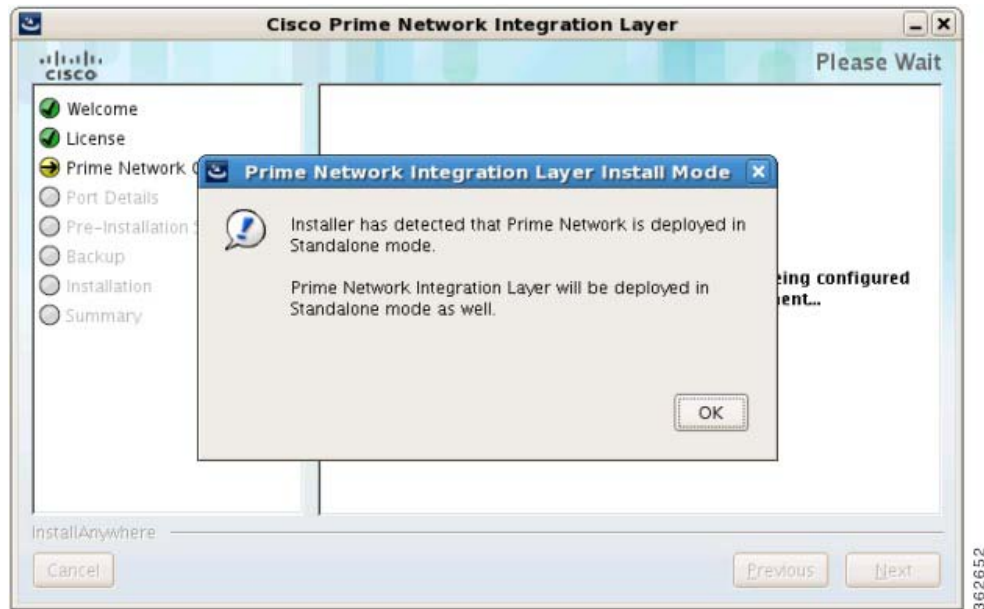 Cisco Prime Network Integration Layer
CISCO
Please Wait
Welcome
License
Prime Network
Port Details
Pre-Installation
Backup
Installation
Summary
Prime Network Integration Layer Install Mode
Installer has detected that Prime Network is deployed in
Standalone mode.
Prime Network Integration Layer will be deployed in
Standalone mode as well.
OK
eing configured
ent...
InstallAnywhere
Cancel
Previous
Next
362652